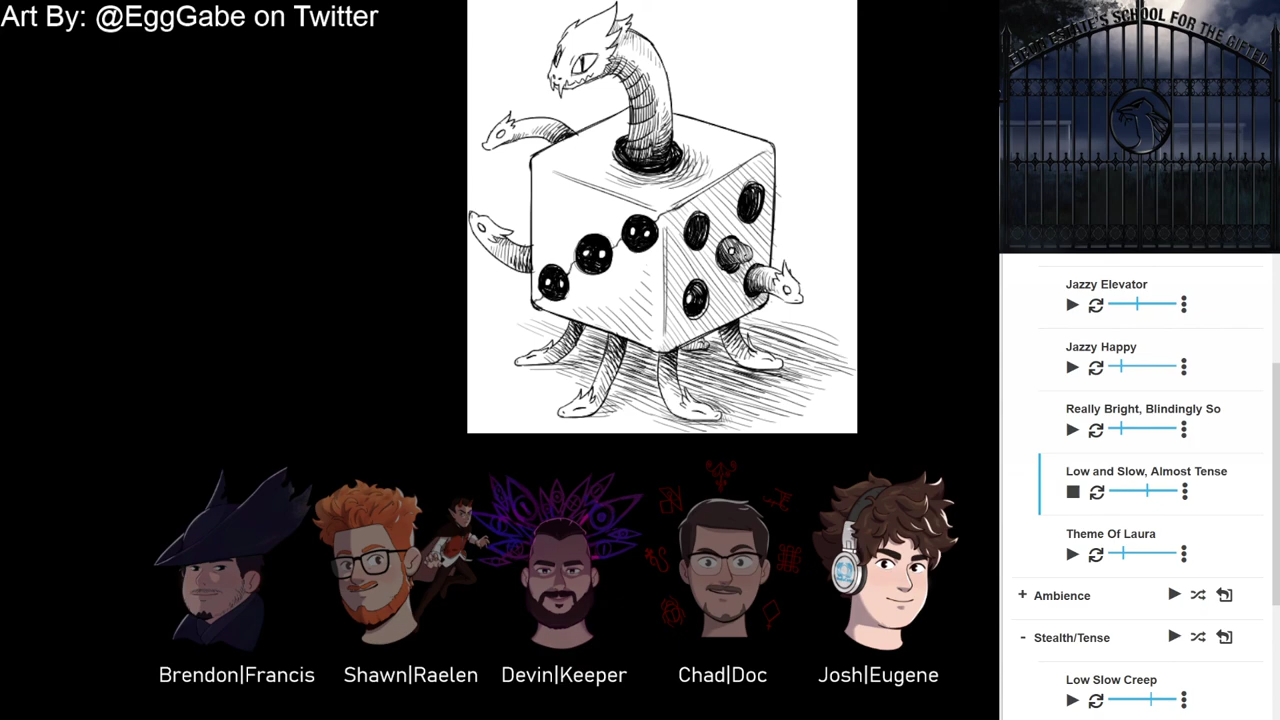 Art By: @EggGabe on Twitter
ETBOR ESTATE'S SCHOOL FOR THE GIFTED
Jazzy Elevator
Jazzy Happy
Really Bright, Blindingly So
Low and Slow, Almost Tense
Theme Of Laura
+ Ambience
- Stealth/Tense
Low Slow Creep
Brendon|Francis
Shawn|Raelen
Devin|Keeper
Chad|Doc
Josh|Eugene